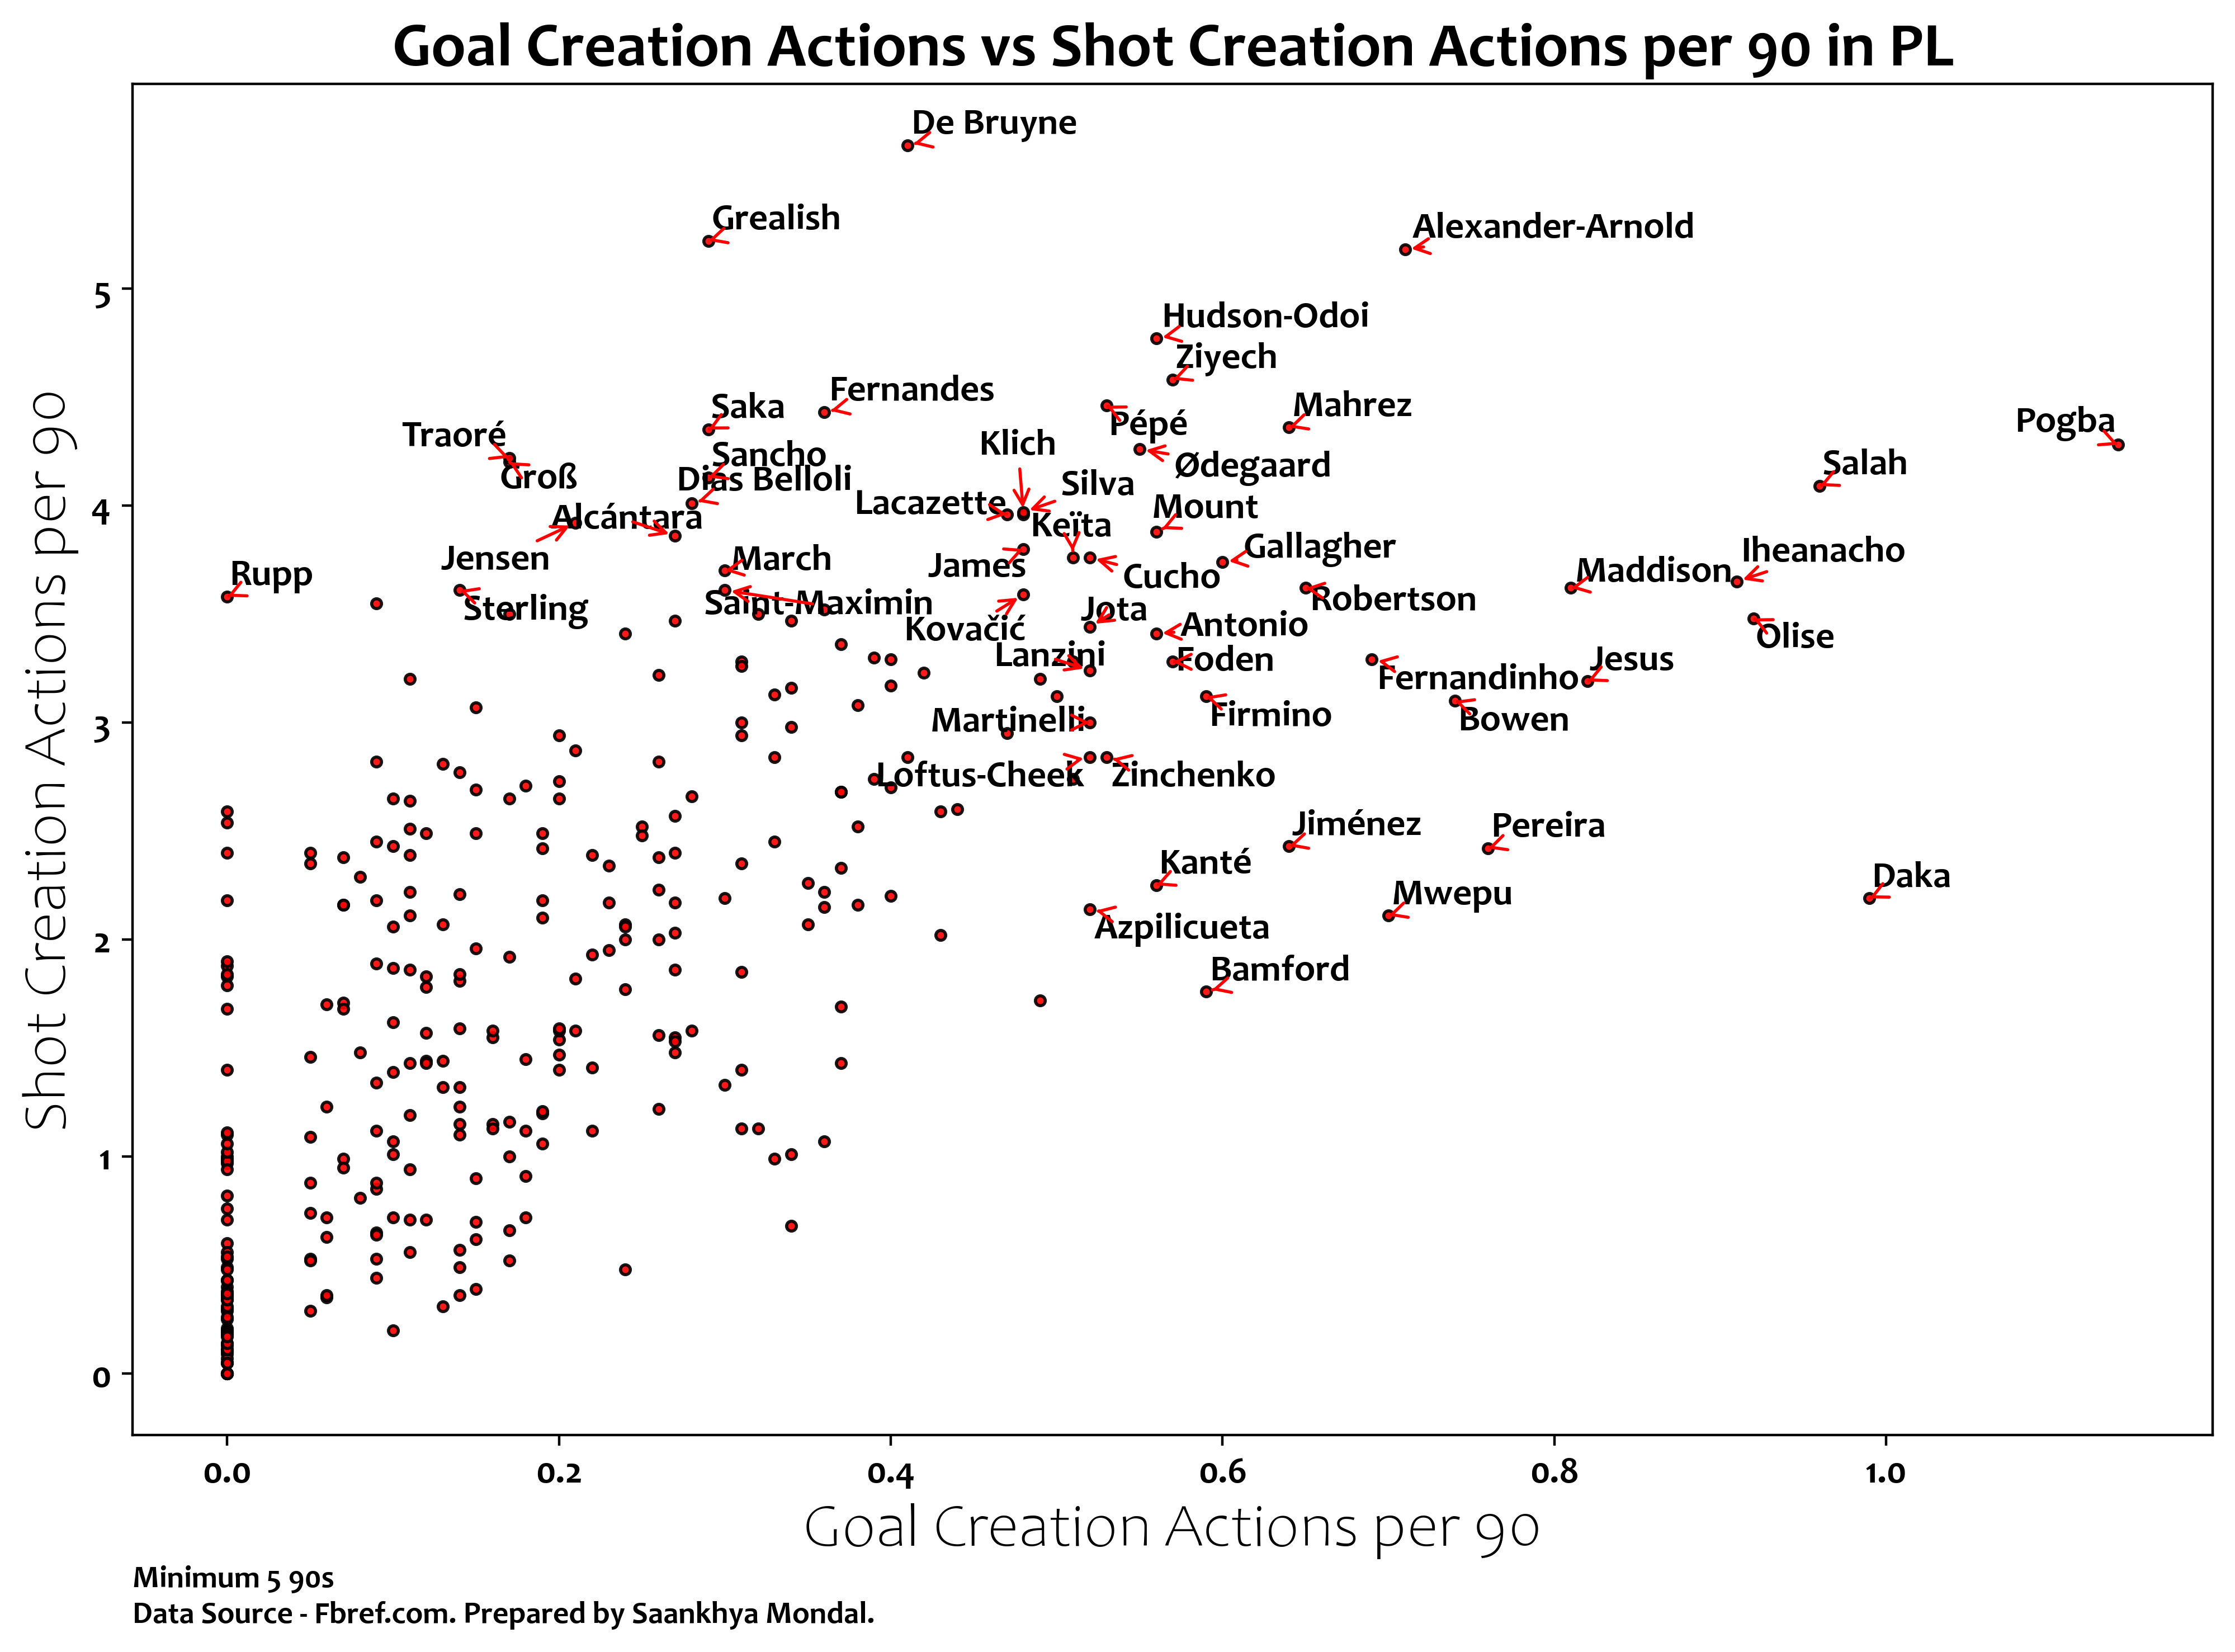 Goal Creation Actions vs Shot Creation Actions per 90 in PL
De Bruyne
Grealish
Alexander-Arnold
5
Hudson-Odoi
Ziyech
Fernandes
Saka
Mahrez
Pépé
Pogba
Traoré
Klich
Sancho
Ødegaard
Salah
Groß
Dias Belloli
Silva
Lacazette
Mount
4
Alcántara
Keïta
Gallagher
Iheanacho
Jensen
March
James
Cucho
Maddison
Rupp
Sterling
Saint-Maximin
Jota
Robertson
Kovačić
Antonio
Olise
Lanzini
Foden
Jesus
Fernandinho
3
Martinelli
Firmino
Bowen
Loftus-Cheek
Zinchenko
Jiménez
Pereira
Kanté
Daka
Mwepu
Azpilicueta
2
Bamford
1
0
Shot Creation Actions per 90
0.0 0.2 0.4 0.6 0.8 1.0
Goal Creation Actions per 90
Minimum 5 90s
Data Source - Fbref.com. Prepared by Saankhya Mondal.